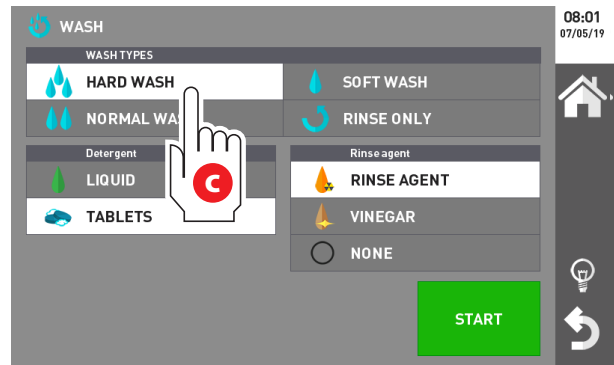 WASH
08:01
07/05/19
WASH TYPES
HARD WASH
SOFT WASH
NORMAL WAS
RINSE ONLY
Detergent
Rinse agent
LIQUID
RINSE AGENT
C
TABLETS
VINEGAR
NONE
START